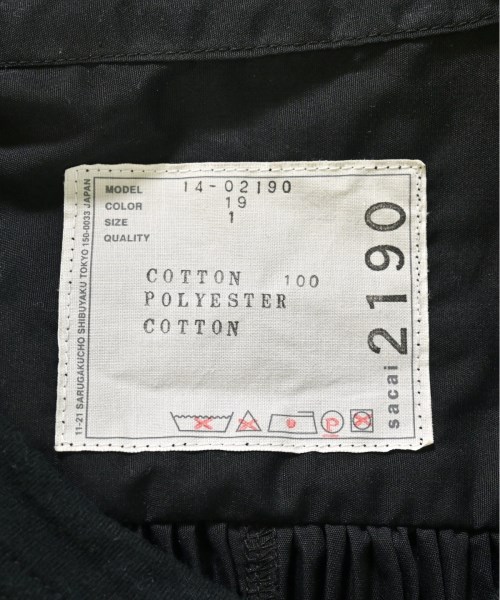 MODEL 14-02190
COLOR 19
SIZE 1
QUALITY
COTTON 100
POLYESTER
COTTON
P
sacai 2190
11-21 SARUGAKUCHO SHIBUYAKU TOKYO 150-0033 JAPAN